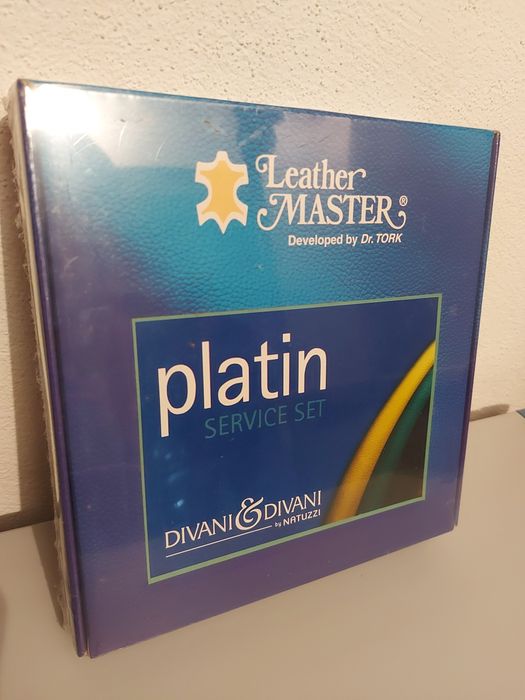 Leather
MASTER®
Developed by Dr. TORK
platin
SERVICE SET
DIVANI&DIVANI
by NATUZZI